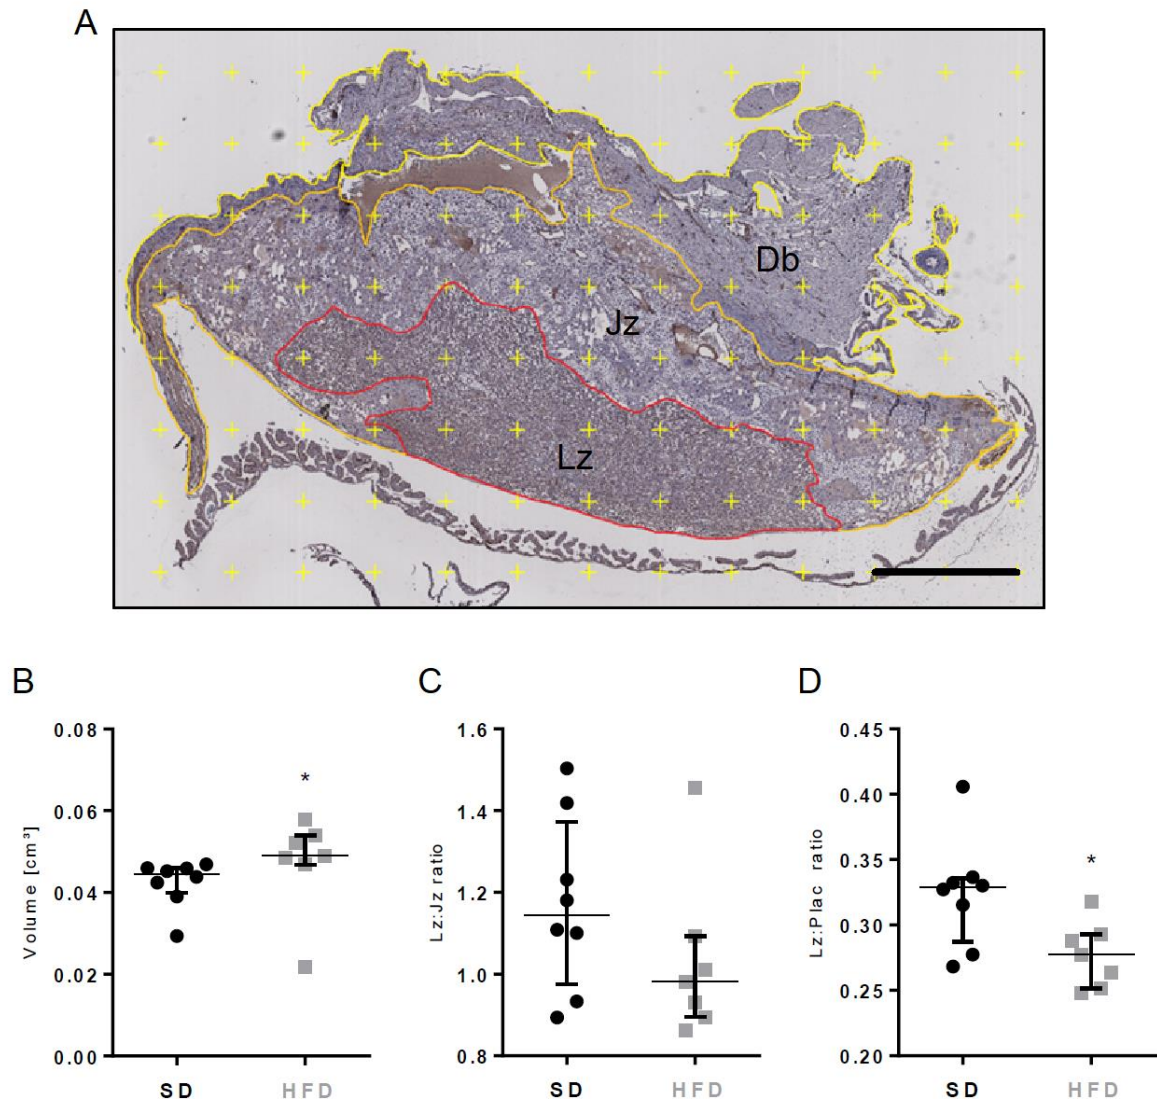 A
Db
Jz
Lz
B
C
D
Volume [cm³]
0.08
0.06
0.04
0.02
0.00
*
SD
HFD
Lz:Jz ratio
1.6
1.4
1.2
1.0
0.8
SD
HFD
Lz:Plac ratio
0.45
0.40
0.35
0.30
0.25
0.20
*
SD
HFD